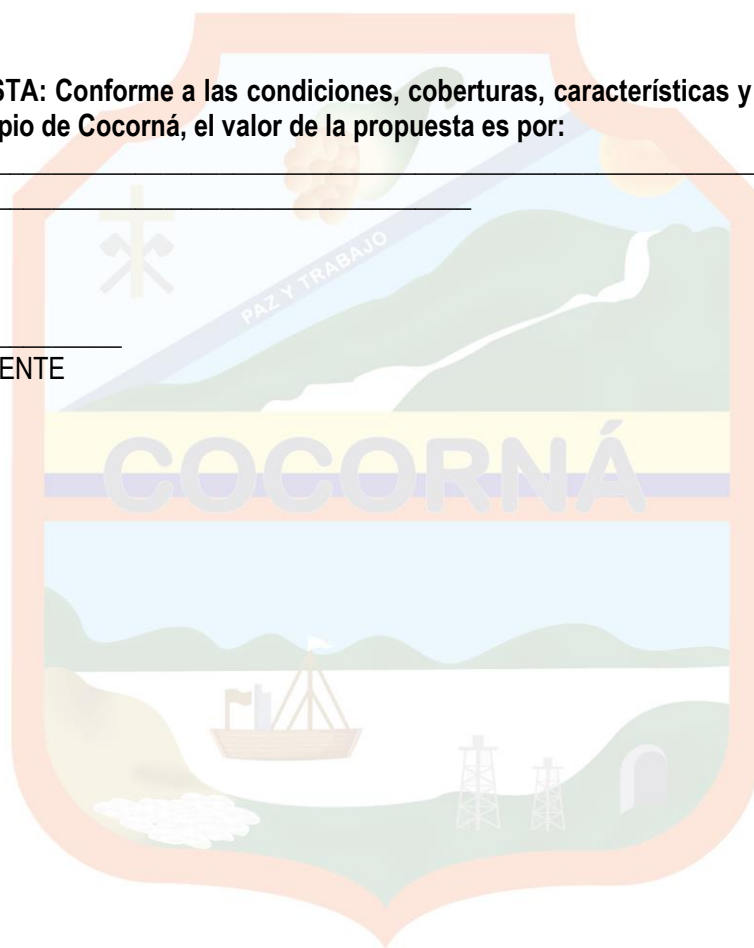 STA: Conforme a las condiciones, coberturas, características y
pio de Cocorná, el valor de la propuesta es por:
ENTE
PAZ Y TRABAJO
COCORNÁ